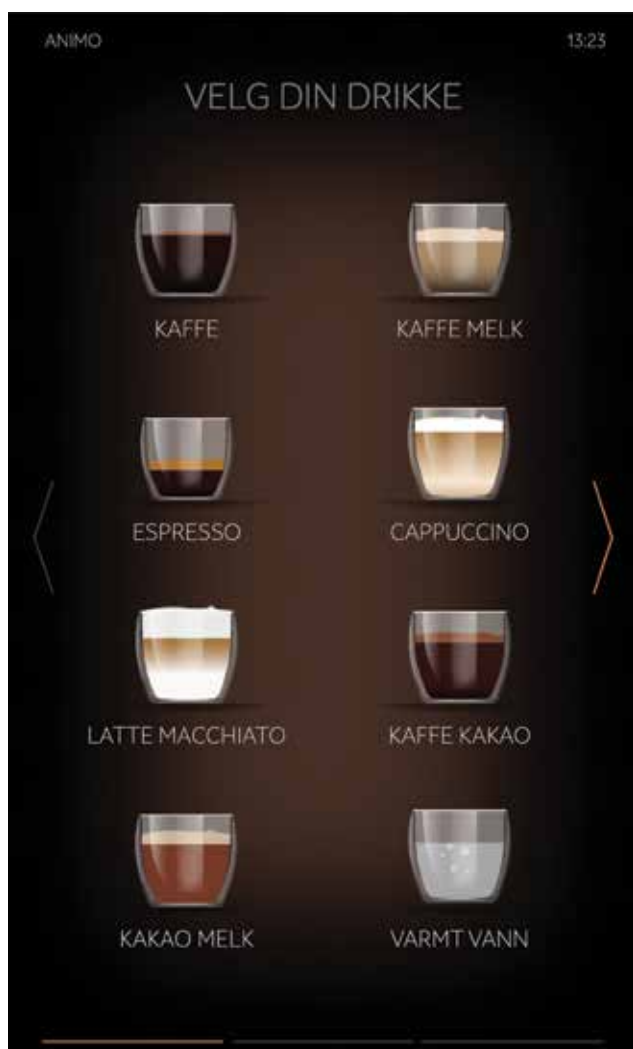 ANIMO 13:23
VELG DIN DRIKKE
KAFFE KAFFE MELK
ESPRESSO CAPPUCCINO
LATTE MACCHIATO KAFFE KAKAO
KAKAO MELK VARMT VANN